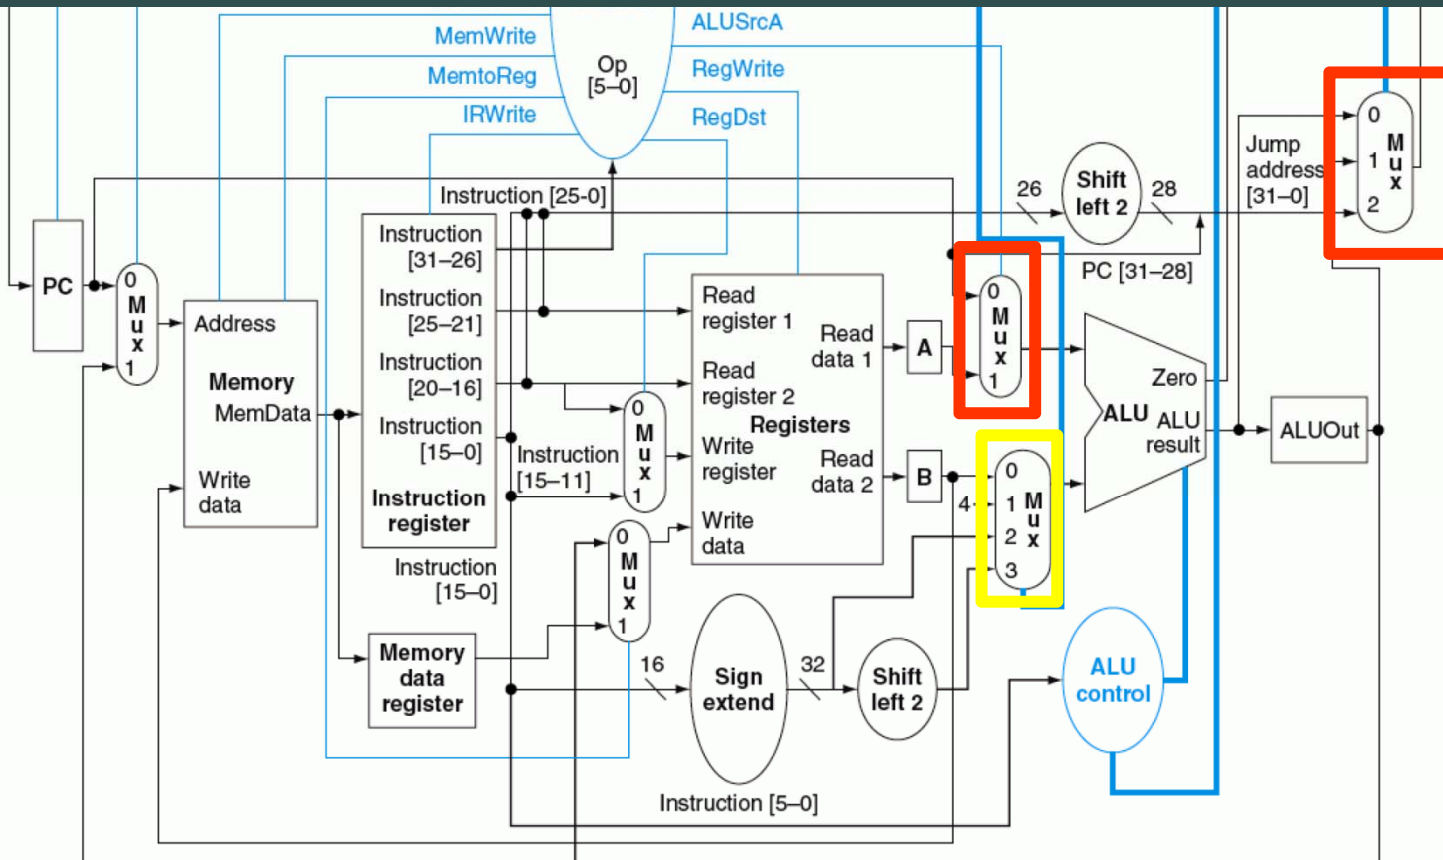 MemWrite
MemtoReg
IRWrite
Op
[5–0]
ALUSrcA
RegWrite
RegDst
Instruction [25-0]
26
Shift
left 2
28
Jump
address
[31–0]
0
1
2
M
u
x
PC [31–28]
PC
0
M
u
x
1
Address
Memory
MemData
Write
data
Instruction
[31–26]
Instruction
[25–21]
Instruction
[20–16]
Instruction
[15–0]
Instruction
register
Instruction
[15–0]
Instruction
[15–11]
0
M
u
x
1
0
M
u
x
1
Memory
data
register
Read
register 1
Read
register 2
Registers
Write
register
Write
data
Read
data 1
Read
data 2
A
B
0
M
u
x
1
4
0
1
2
3
M
u
x
Zero
ALU
ALU
result
ALUOut
16
Sign
extend
32
Shift
left 2
ALU
control
Instruction [5–0]